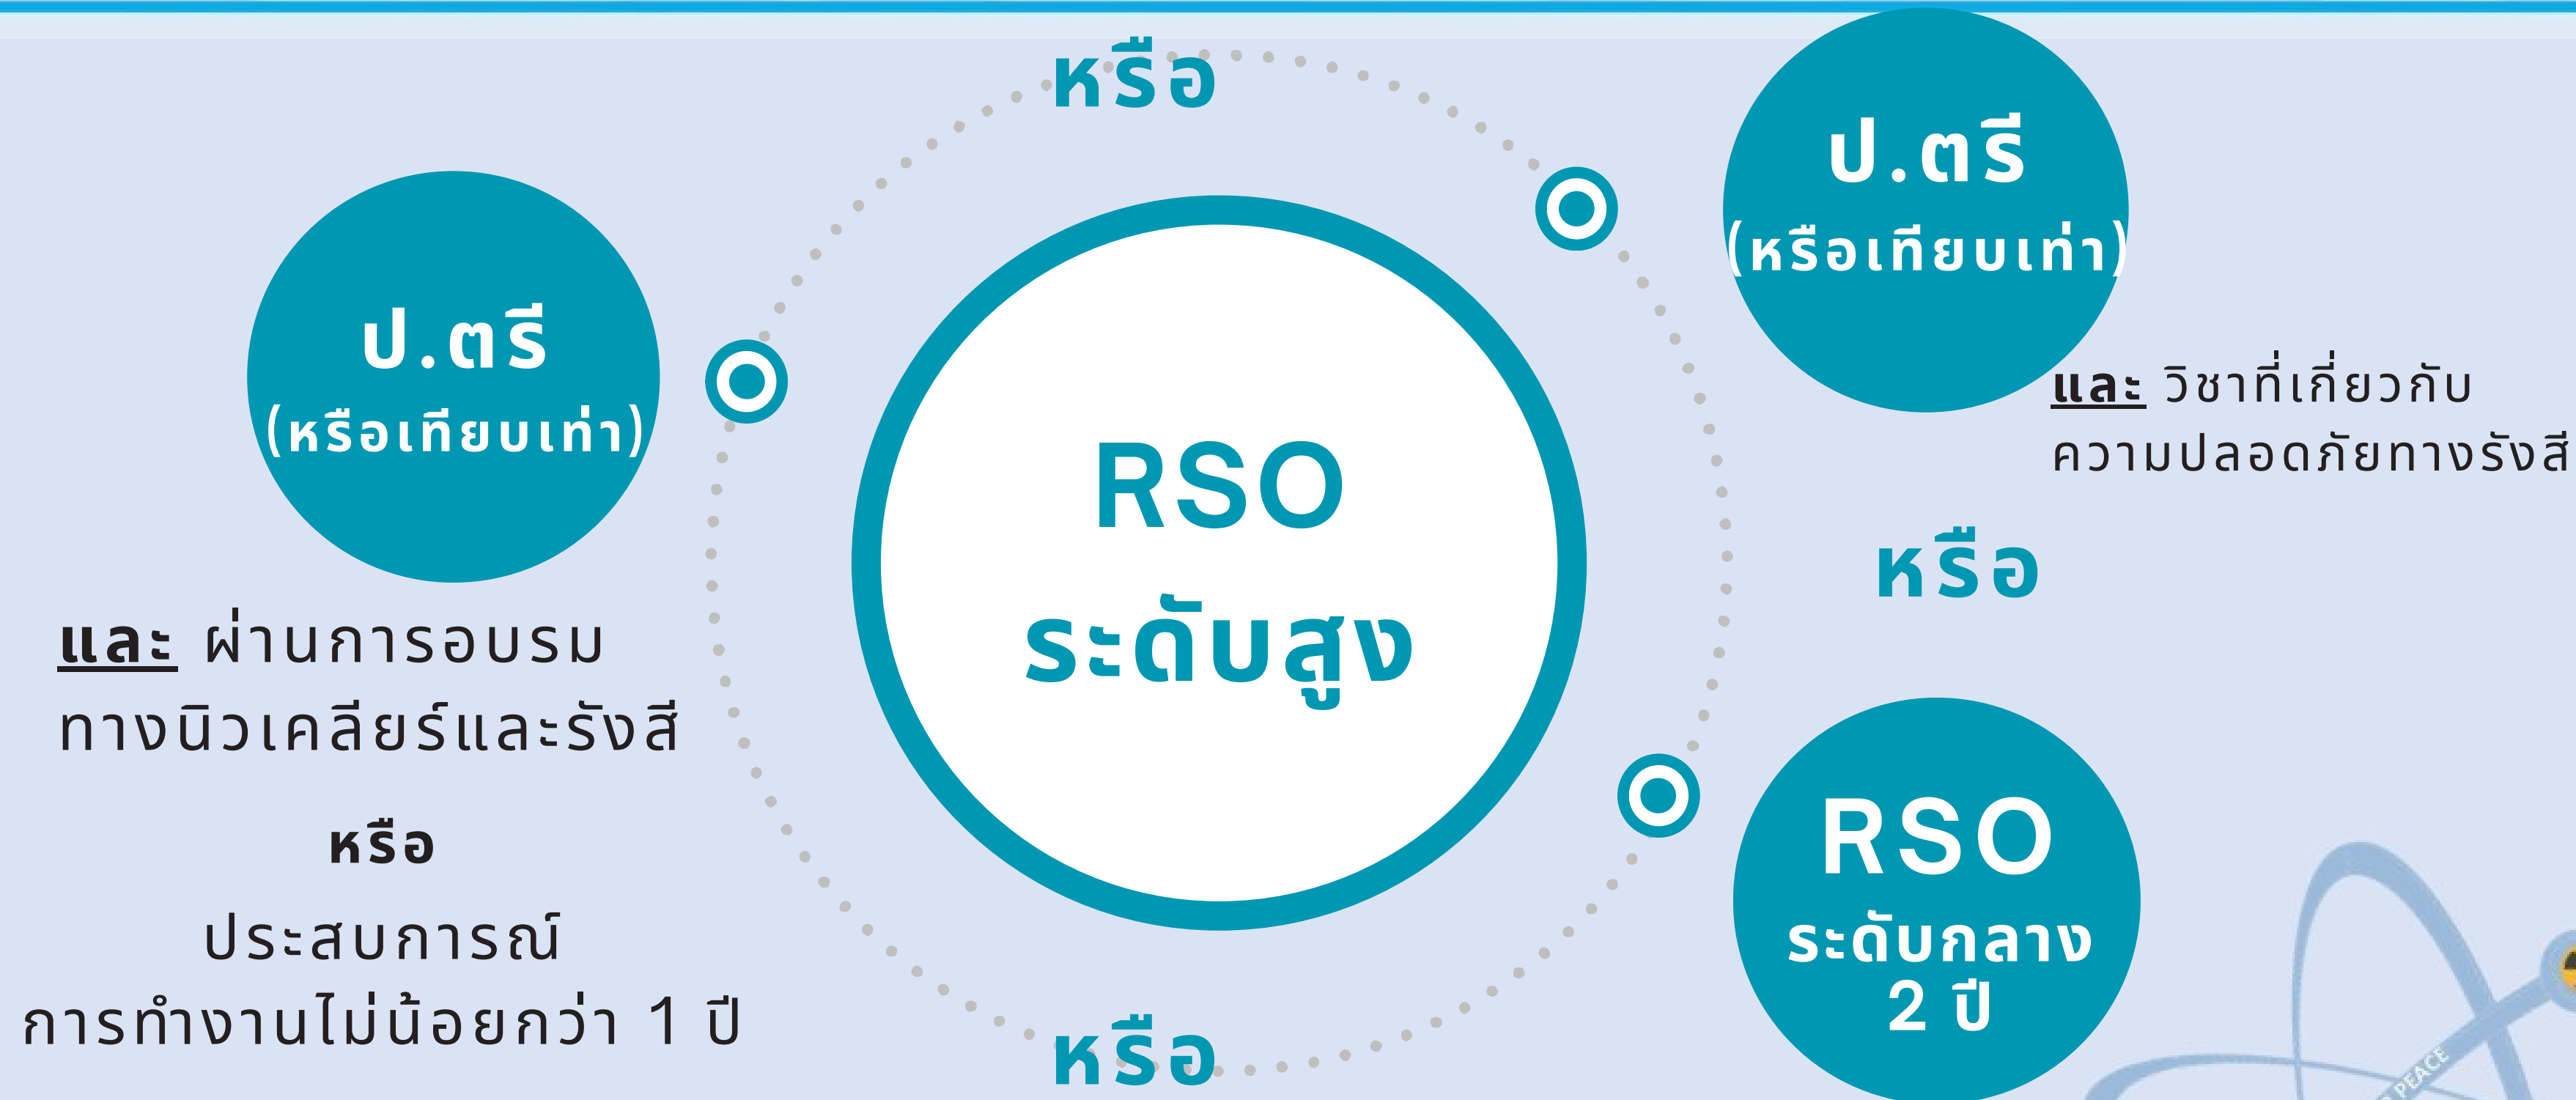 หรือ
ป.ตรี
(หรือเทียบเท่า)
และ ผ่านการอบรม
ทางนิวเคลียร์และรังสี
หรือ
ประสบการณ์
การทำงานไม่น้อยกว่า 1 ปี
RSO
ระดับสูง
ป.ตรี
(หรือเทียบเท่า)
และ วิชาที่เกี่ยวกับ
ความปลอดภัยทางรังสี
หรือ
RSO
ระดับกลาง
2 ปี
หรือ
PEACE